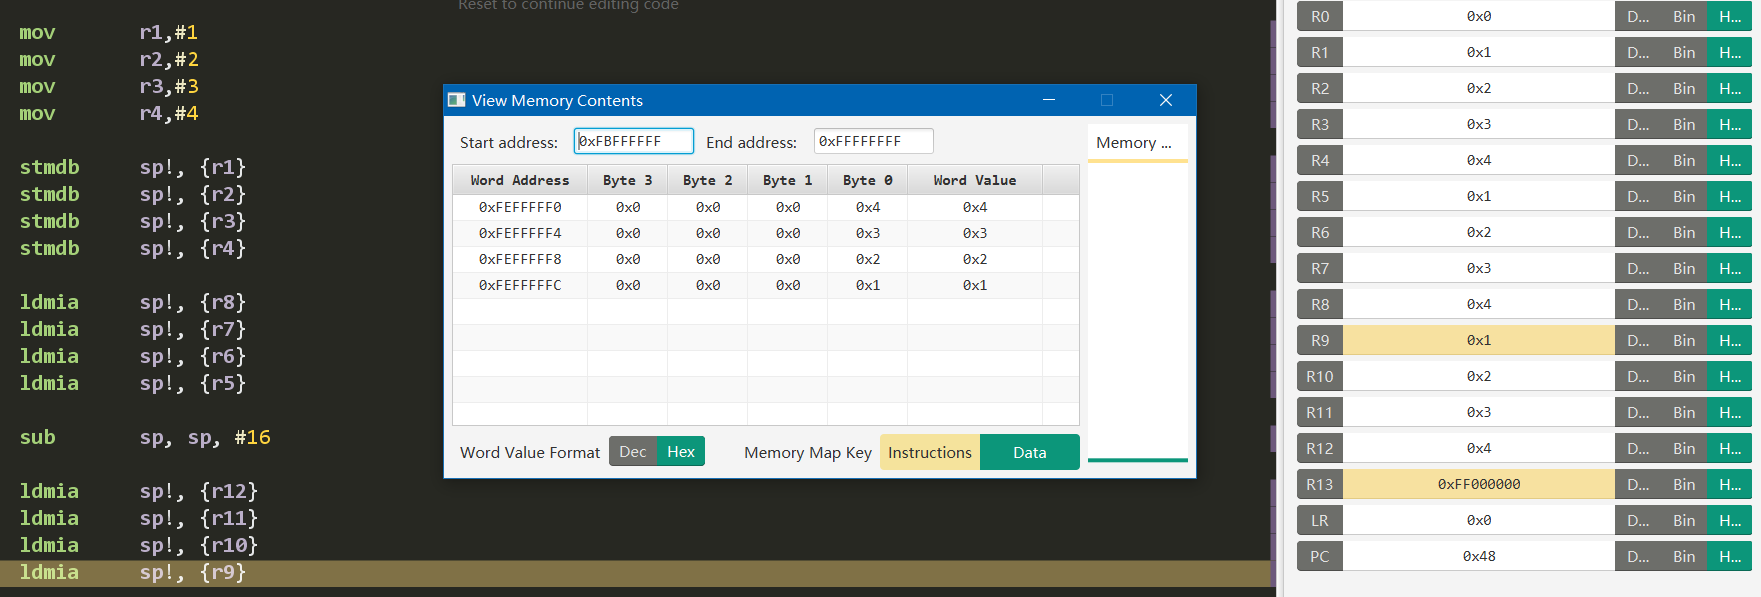 Reset to continue editing code
mov r1,#1
mov r2,#2
mov r3,#3
mov r4,#4
stmdb sp!, {r1}
stmdb sp!, {r2}
stmdb sp!, {r3}
stmdb sp!, {r4}
ldmia sp!, {r8}
ldmia sp!, {r7}
ldmia sp!, {r6}
ldmia sp!, {r5}
sub sp, sp, #16
ldmia sp!, {r12}
ldmia sp!, {r11}
ldmia sp!, {r10}
ldmia sp!, {r9}
View Memory Contents
Start address: 0xFBFFFFFF End address: 0xFFFFFFFF
Memory ...
Word Address Byte 3 Byte 2 Byte 1 Byte 0 Word Value
0xFEFFFFF0 0x0 0x0 0x0 0x4 0x4
0xFEFFFFF4 0x0 0x0 0x0 0x3 0x3
0xFEFFFFF8 0x0 0x0 0x0 0x2 0x2
0xFEFFFFFC 0x0 0x0 0x0 0x1 0x1
Word Value Format Dec Hex Memory Map Key Instructions Data
R0 0x0 D... Bin H...
R1 0x1 D... Bin H...
R2 0x2 D... Bin H...
R3 0x3 D... Bin H...
R4 0x4 D... Bin H...
R5 0x1 D... Bin H...
R6 0x2 D... Bin H...
R7 0x3 D... Bin H...
R8 0x4 D... Bin H...
R9 0x1 D... Bin H...
R10 0x2 D... Bin H...
R11 0x3 D... Bin H...
R12 0x4 D... Bin H...
R13 0xFF000000 D... Bin H...
LR 0x0 D... Bin H...
PC 0x48 D... Bin H...